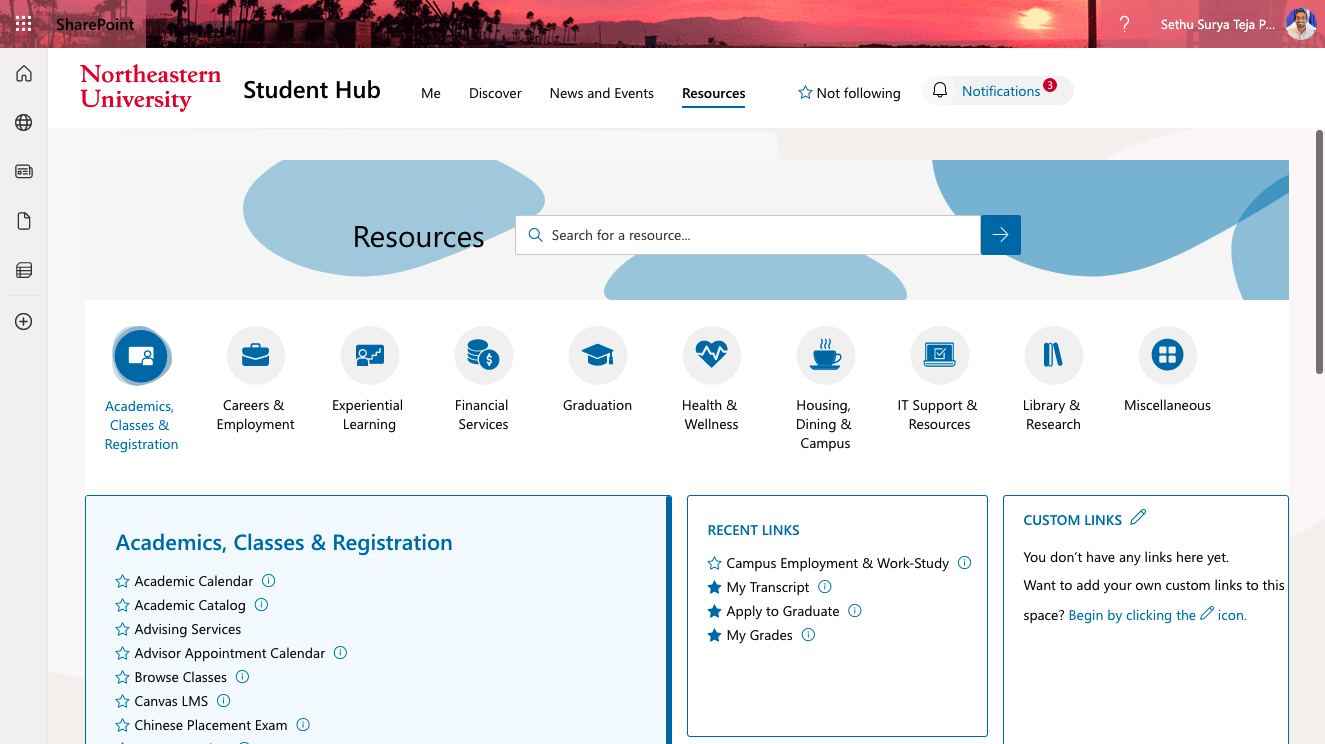 SharePoint
?
Sethu Surya Teja P...
Northeastern
University
Student Hub
Me
Discover
News and Events
Resources
Not following
Notifications
3
Resources
Search for a resource...
Academics,
Classes &
Registration
Careers &
Employment
Experiential
Learning
Financial
Services
Graduation
Health &
Wellness
Housing,
Dining &
Campus
IT Support &
Resources
Library &
Research
Miscellaneous
Academics, Classes & Registration
Academic Calendar
Academic Catalog
Advising Services
Advisor Appointment Calendar
Browse Classes
Canvas LMS
Chinese Placement Exam
RECENT LINKS
Campus Employment & Work-Study
My Transcript
Apply to Graduate
My Grades
CUSTOM LINKS
You don't have any links here yet.
Want to add your own custom links to this
space? Begin by clicking the icon.